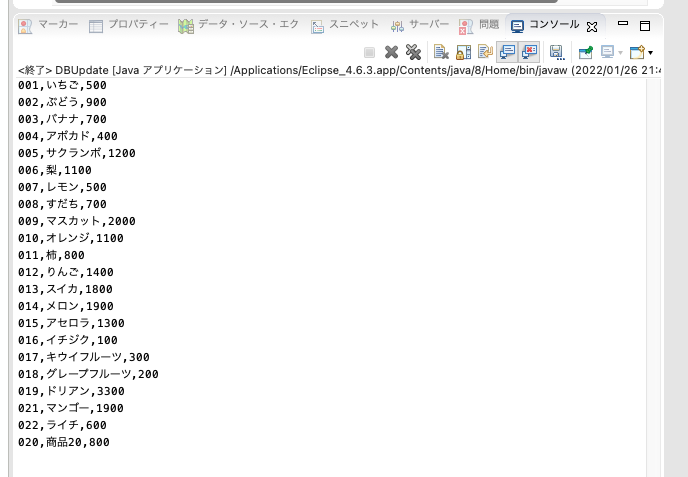 マーカー プロパティー データ・ソース・エク スニペット サーバー 問題 コンソール
<終了> DBUpdate [Java アプリケーション] /Applications/Eclipse_4.6.3.app/Contents/java/8/Home/bin/javaw (2022/01/26 21:4
001,いちご,500
002,ぶどう,900
003,バナナ,700
004,アボカド,400
005,サクランボ,1200
006,梨,1100
007,レモン,500
008,すだち,700
009,マスカット,2000
010,オレンジ,1100
011,柿,800
012,りんご,1400
013,スイカ,1800
014,メロン,1900
015,アセロラ,1300
016,イチジク,100
017,キウイフルーツ,300
018,グレープフルーツ,200
019,ドリアン,3300
021,マンゴー,1900
022,ライチ,600
020,商品20,800